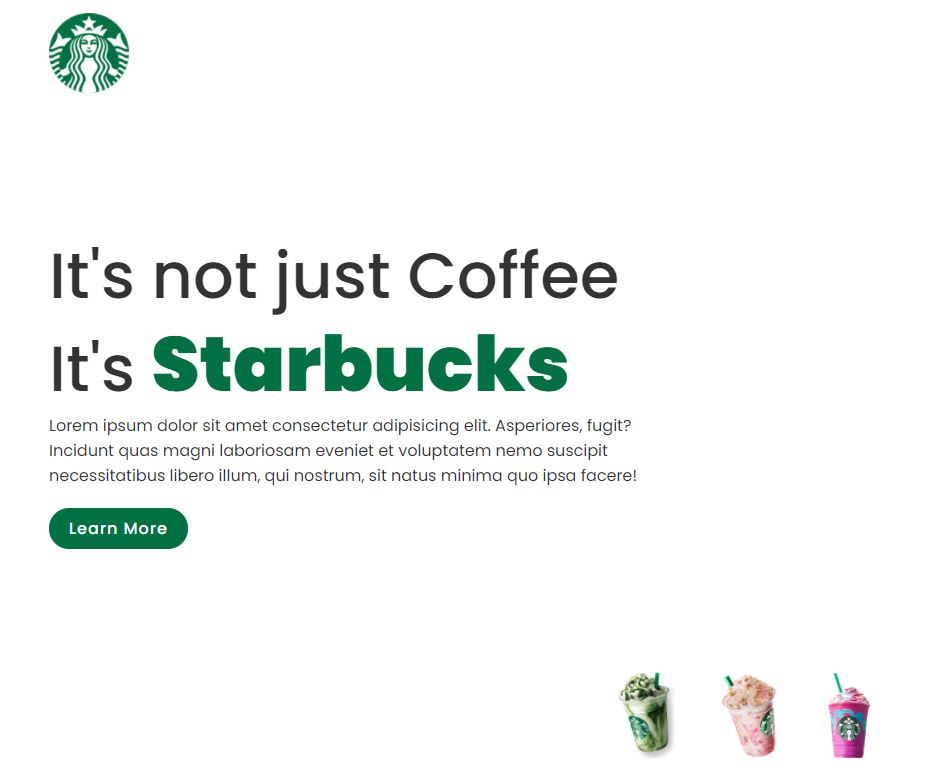 It's not just Coffee
It's Starbucks
Lorem ipsum dolor sit amet consectetur adipisicing elit. Asperiores, fugit?
Incidunt quas magni laboriosam eveniet et voluptatem nemo suscipit
necessitatibus libero illum, qui nostrum, sit natus minima quo ipsa facere!
Learn More